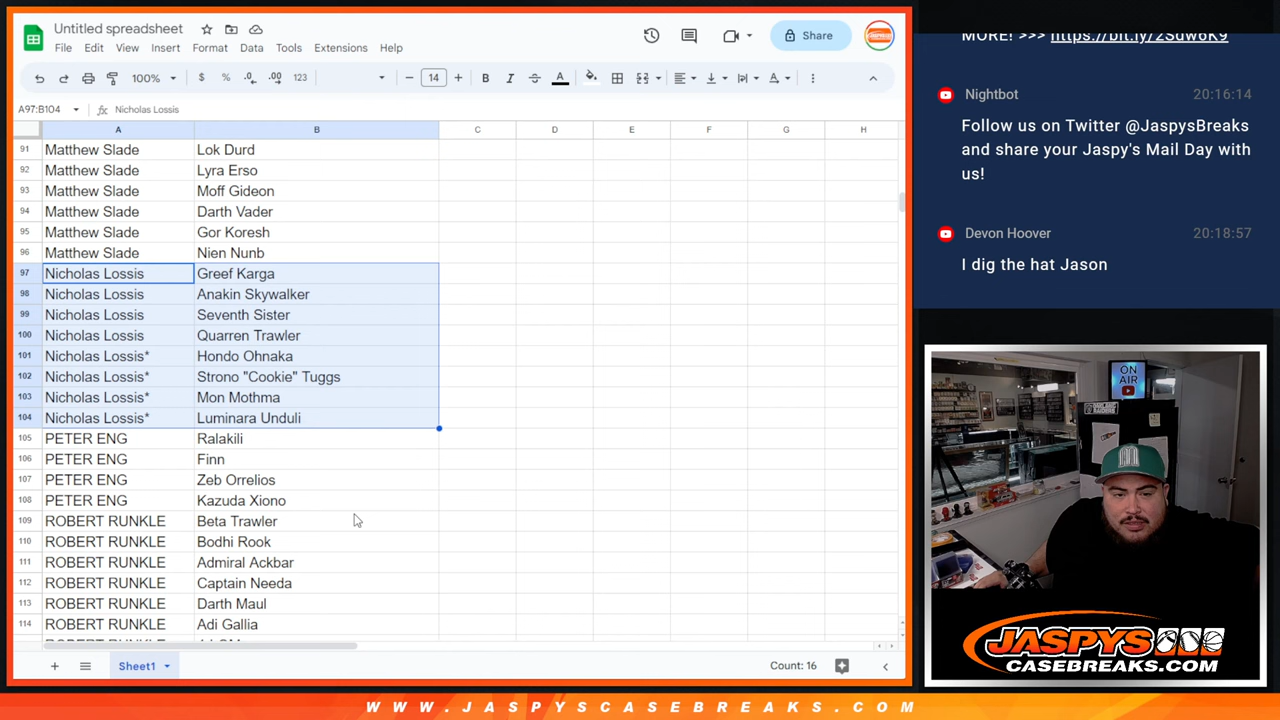 Untitled spreadsheet
File Edit View Insert Format Data Tools Extensions Help
Share
100% $ % .0 .00 123 14 B I A
A97:B104 fx Nicholas Lossis
A B C D E F G H
91 Matthew Slade Lok Durd
92 Matthew Slade Lyra Erso
93 Matthew Slade Moff Gideon
94 Matthew Slade Darth Vader
95 Matthew Slade Gor Koresh
96 Matthew Slade Nien Nunb
97 Nicholas Lossis Greef Karga
98 Nicholas Lossis Anakin Skywalker
99 Nicholas Lossis Seventh Sister
100 Nicholas Lossis Quarren Trawler
101 Nicholas Lossis* Hondo Ohnaka
102 Nicholas Lossis* Strono "Cookie" Tuggs
103 Nicholas Lossis* Mon Mothma
104 Nicholas Lossis* Luminara Unduli
105 PETER ENG Ralakili
106 PETER ENG Finn
107 PETER ENG Zeb Orrelios
108 PETER ENG Kazuda Xiono
109 ROBERT RUNKLE Beta Trawler
110 ROBERT RUNKLE Bodhi Rook
111 ROBERT RUNKLE Admiral Ackbar
112 ROBERT RUNKLE Captain Needa
113 ROBERT RUNKLE Darth Maul
114 ROBERT RUNKLE Adi Gallia
Sheet1
Count: 16
MORE! >>> https://bit.ly/2Sdw6K9
Nightbot 20:16:14
Follow us on Twitter @JaspysBreaks
and share your Jaspy's Mail Day with
us!
Devon Hoover 20:18:57
I dig the hat Jason
ON
AIR
JASPYS
CASEBREAKS.COM
WWW.JASPYSCASEBREAKS.COM